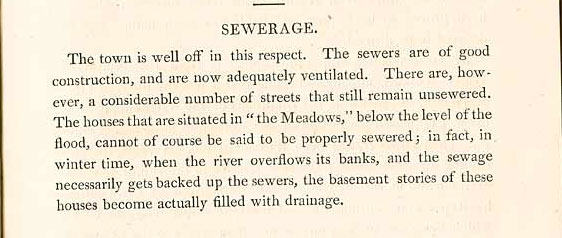 SEWERAGE.
The town is well off in this respect. The sewers are of good
construction, and are now adequately ventilated. There are, how-
ever, a considerable number of streets that still remain unsewered.
The houses that are situated in “the Meadows,” below the level of the
flood, cannot of course be said to be properly sewered; in fact, in
winter time, when the river overflows its banks, and the sewage
necessarily gets backed up the sewers, the basement stories of these
houses become actually filled with drainage.